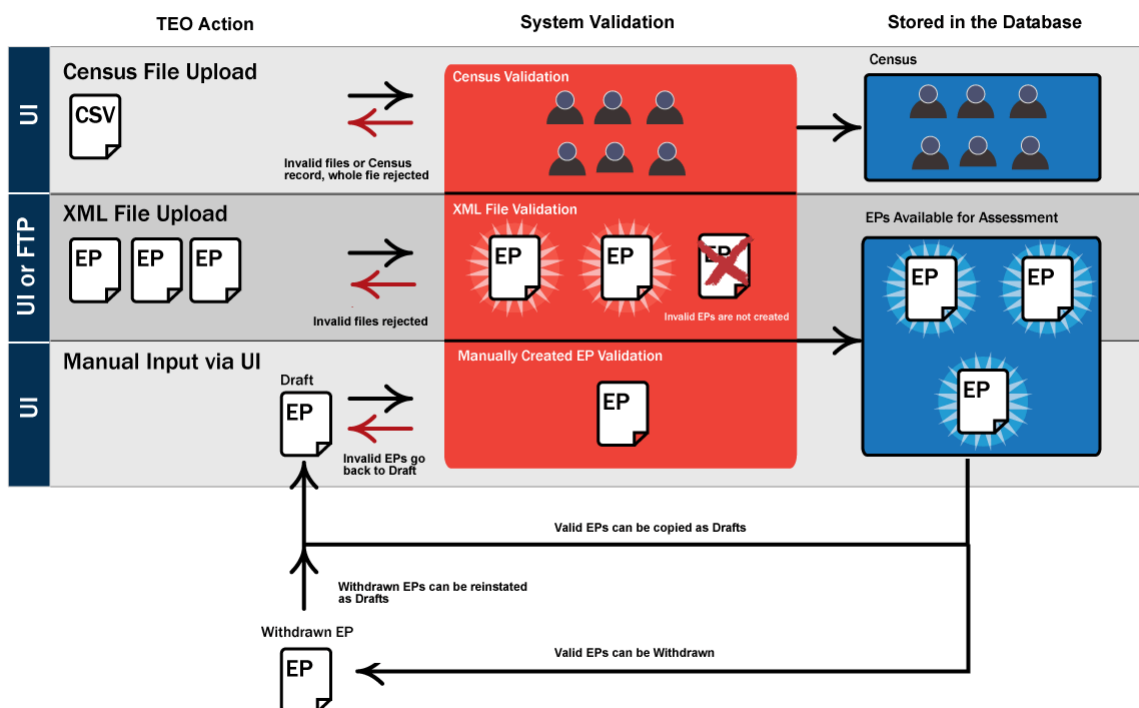 TEO Action
System Validation
Stored in the Database
UI
Census File Upload
CSV
Invalid files or Census
record, whole fie rejected
Census Validation
Census
UI or FTP
XML File Upload
EP
EP
EP
Invalid files rejected
XML File Validation
EP
EP
EP
Invalid EPs are not created
EPs Available for Assessment
EP
EP
EP
UI
Manual Input via UI
Draft
EP
Invalid EPs go
back to Draft
Manually Created EP Validation
EP
Valid EPs can be copied as Drafts
Withdrawn EPs can be reinstated
as Drafts
Withdrawn EP
EP
Valid EPs can be Withdrawn